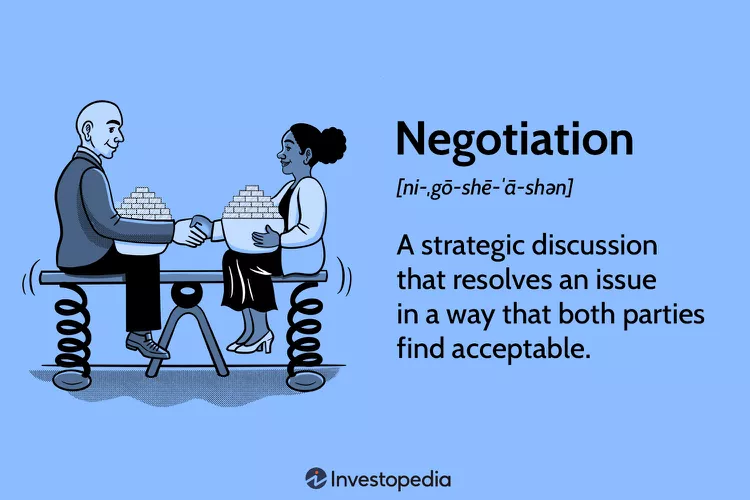 Negotiation
[ni-ˌgō-shē-ˈā-shən]
A strategic discussion
that resolves an issue
in a way that both parties
find acceptable.
Investopedia